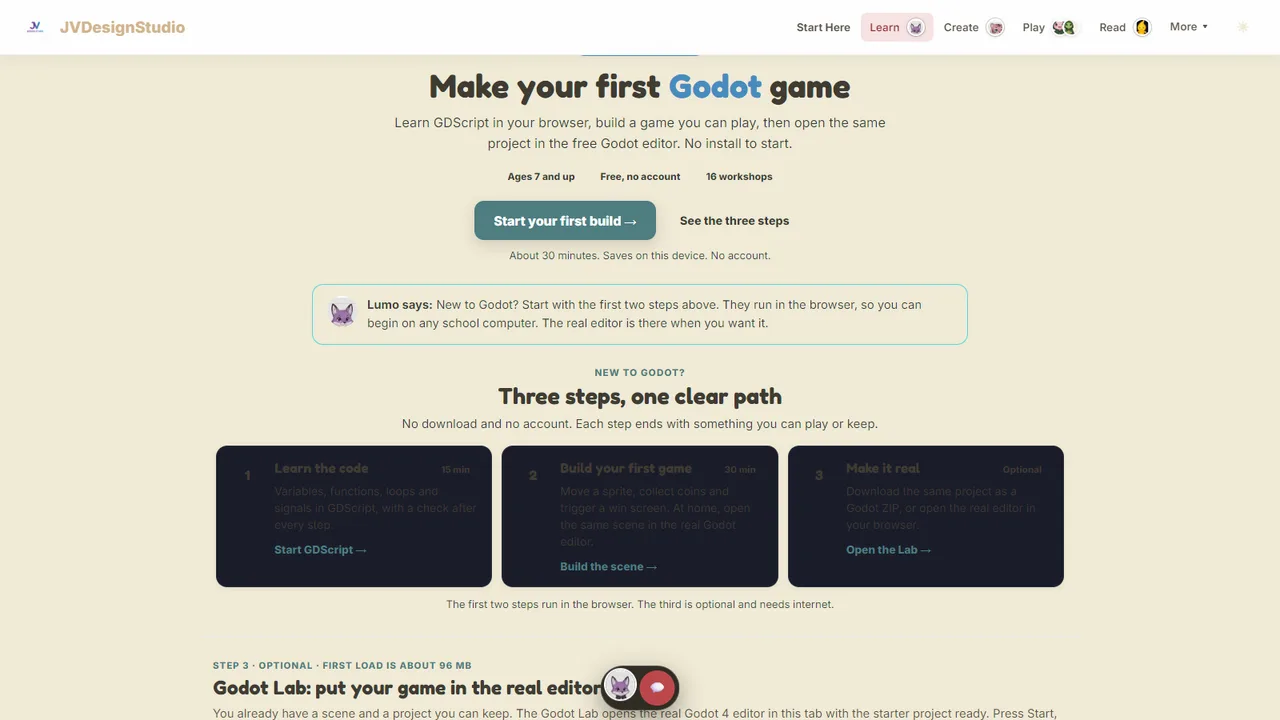 JV JVDesignStudio Start Here Learn Create Play Read More
Make your first Godot game
Learn GDScript in your browser, build a game you can play, then open the same
project in the free Godot editor. No install to start.
Ages 7 and up Free, no account 16 workshops
Start your first build → See the three steps
About 30 minutes. Saves on this device. No account.
Lumo says: New to Godot? Start with the first two steps above. They run in the browser, so you can
begin on any school computer. The real editor is there when you want it.
NEW TO GODOT?
Three steps, one clear path
No download and no account. Each step ends with something you can play or keep.
1 Learn the code 15 min
Variables, functions, loops and
signals in GDScript, with a check after
every step.
Start GDScript →
2 Build your first game 30 min
Move a sprite, collect coins and
trigger a win screen. At home, open
the same scene in the real Godot
editor.
Build the scene →
3 Make it real Optional
Download the same project as a
Godot ZIP, or open the real editor in
your browser.
Open the Lab →
The first two steps run in the browser. The third is optional and needs internet.
STEP 3 · OPTIONAL · FIRST LOAD IS ABOUT 96 MB
Godot Lab: put your game in the real editor
You already have a scene and a project you can keep. The Godot Lab opens the real Godot 4 editor in this tab with the starter project ready. Press Start,